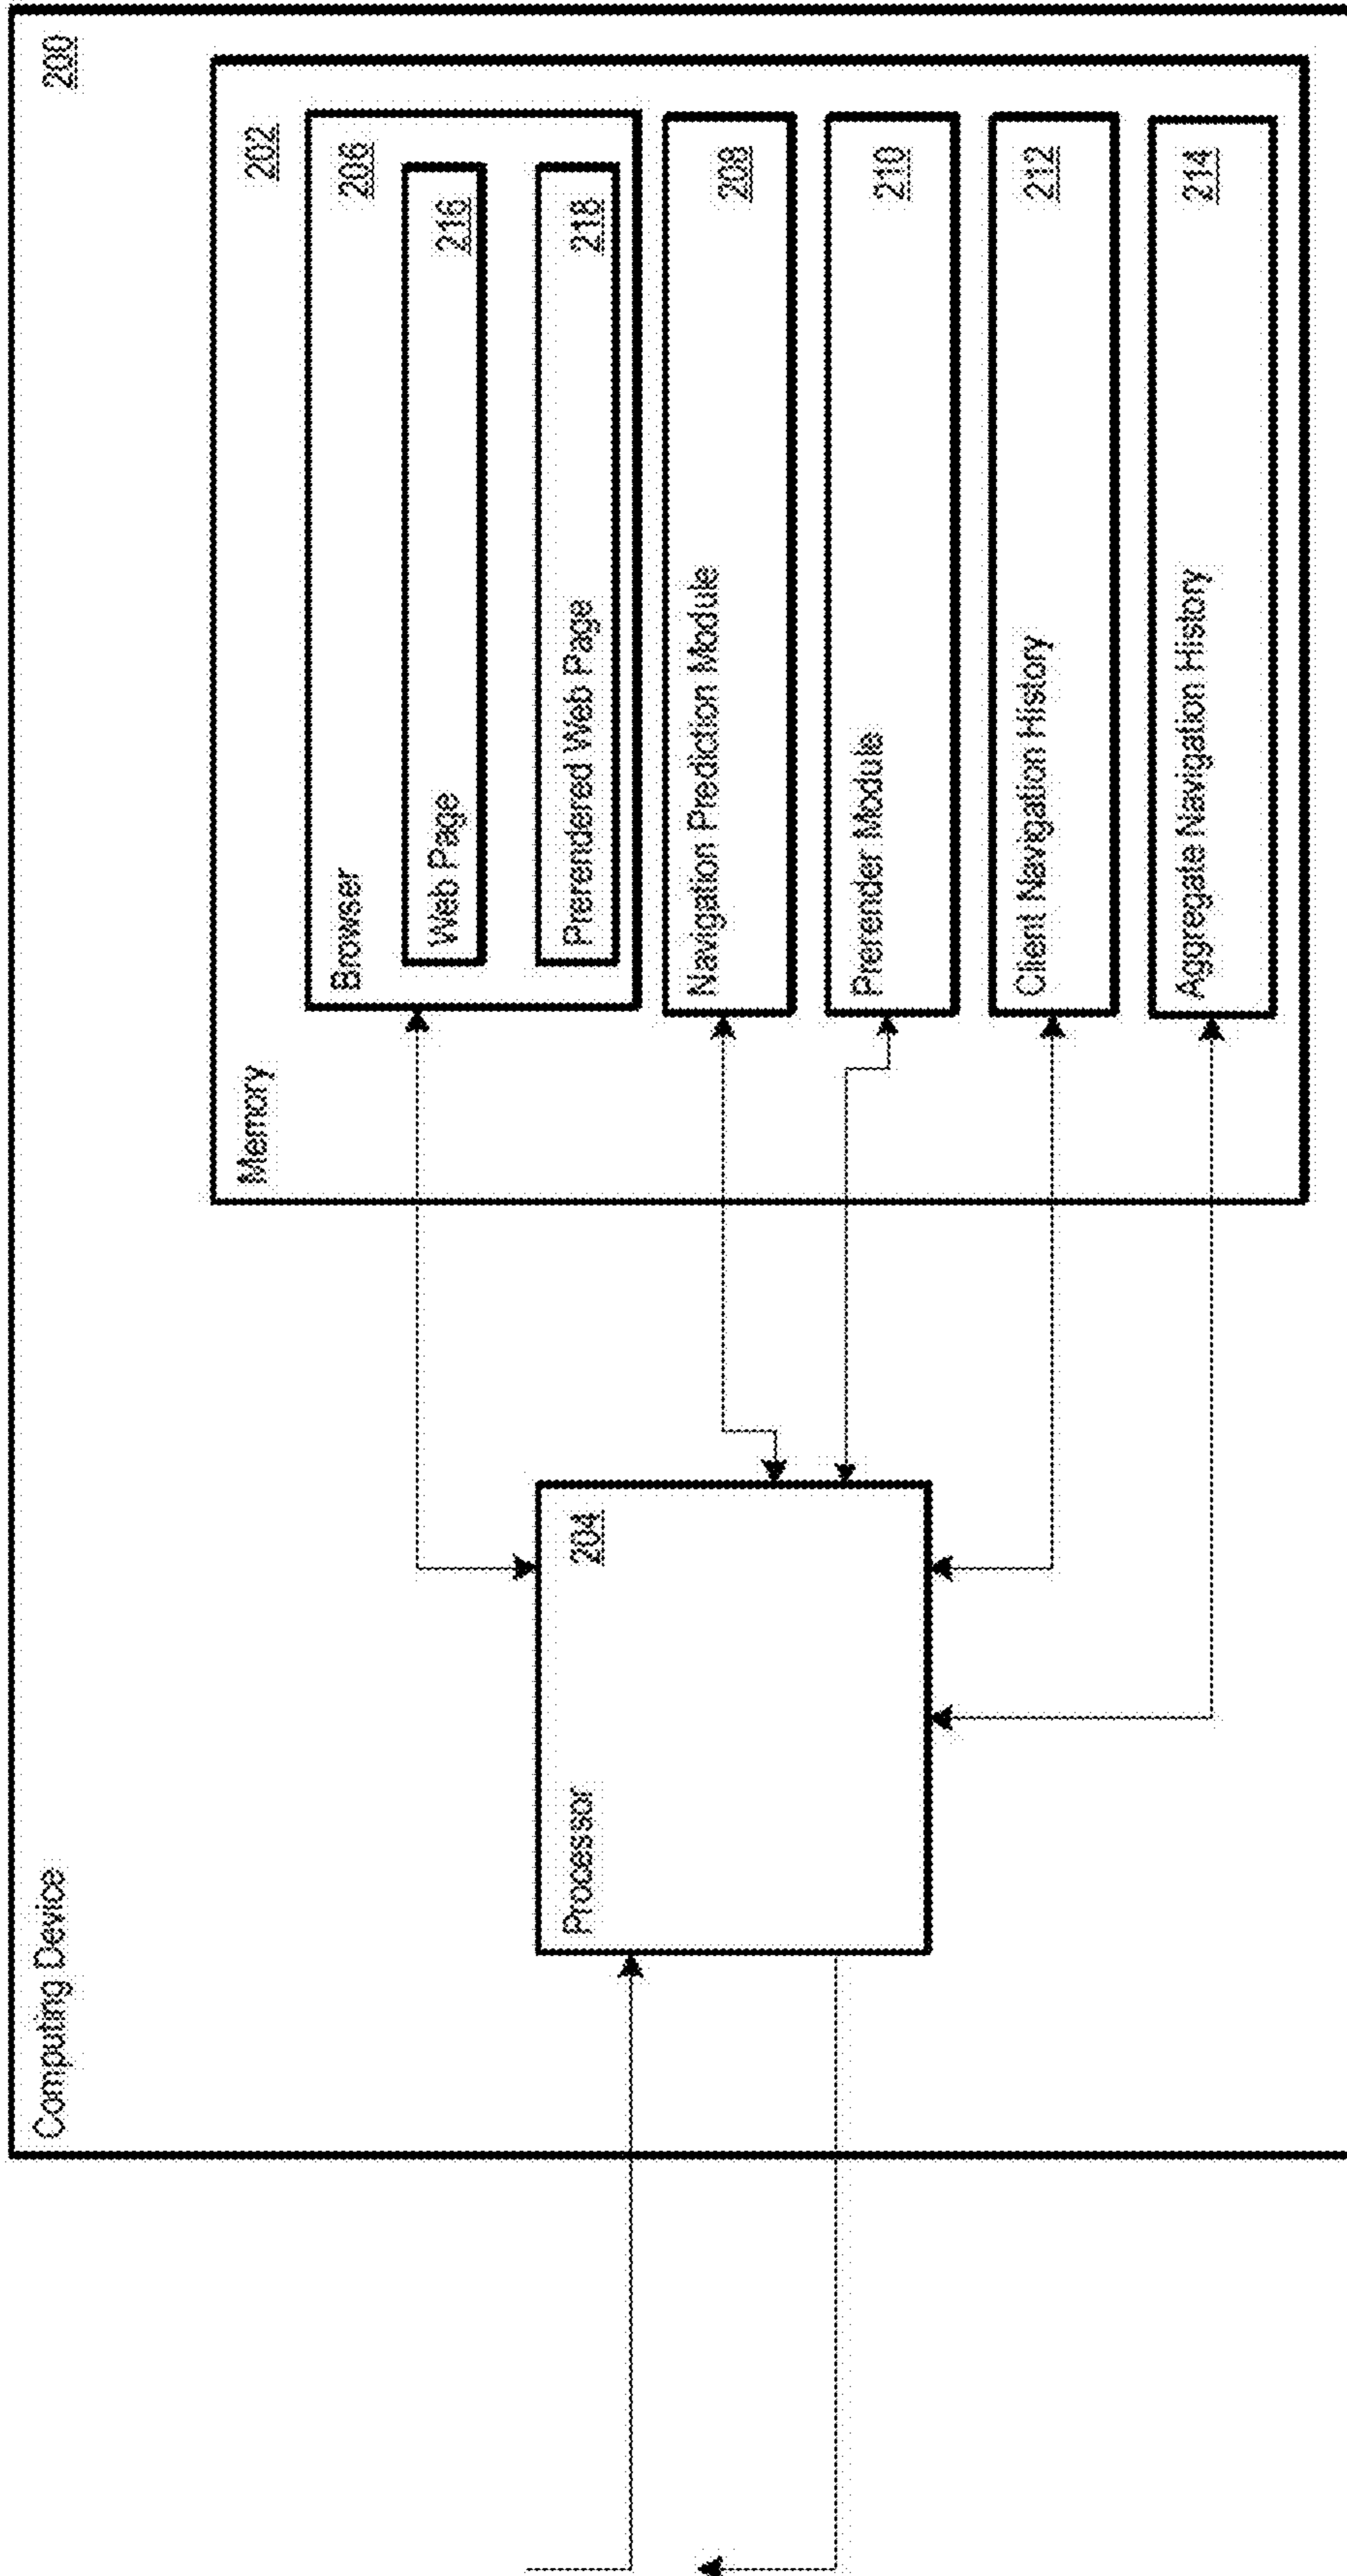 Computing Device 200
Memory 202
Browser 206
Web Page 216
Prerendered Web Page 218
Navigation Prediction Module 208
Prerender Module 210
Client Navigation History 212
Aggregate Navigation History 214
Processor 204